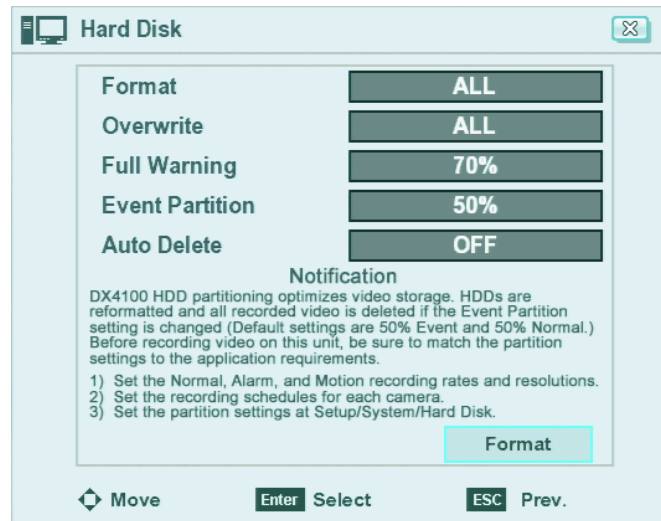 Hard Disk
Format ALL
Overwrite ALL
Full Warning 70%
Event Partition 50%
Auto Delete OFF
Notification
DX4100 HDD partitioning optimizes video storage. HDDs are
reformatted and all recorded video is deleted if the Event Partition
setting is changed (Default settings are 50% Event and 50% Normal.)
Before recording video on this unit, be sure to match the partition
settings to the application requirements.
1) Set the Normal, Alarm, and Motion recording rates and resolutions.
2) Set the recording schedules for each camera.
3) Set the partition settings at Setup/System/Hard Disk.
Format
Move Enter Select ESC Prev.